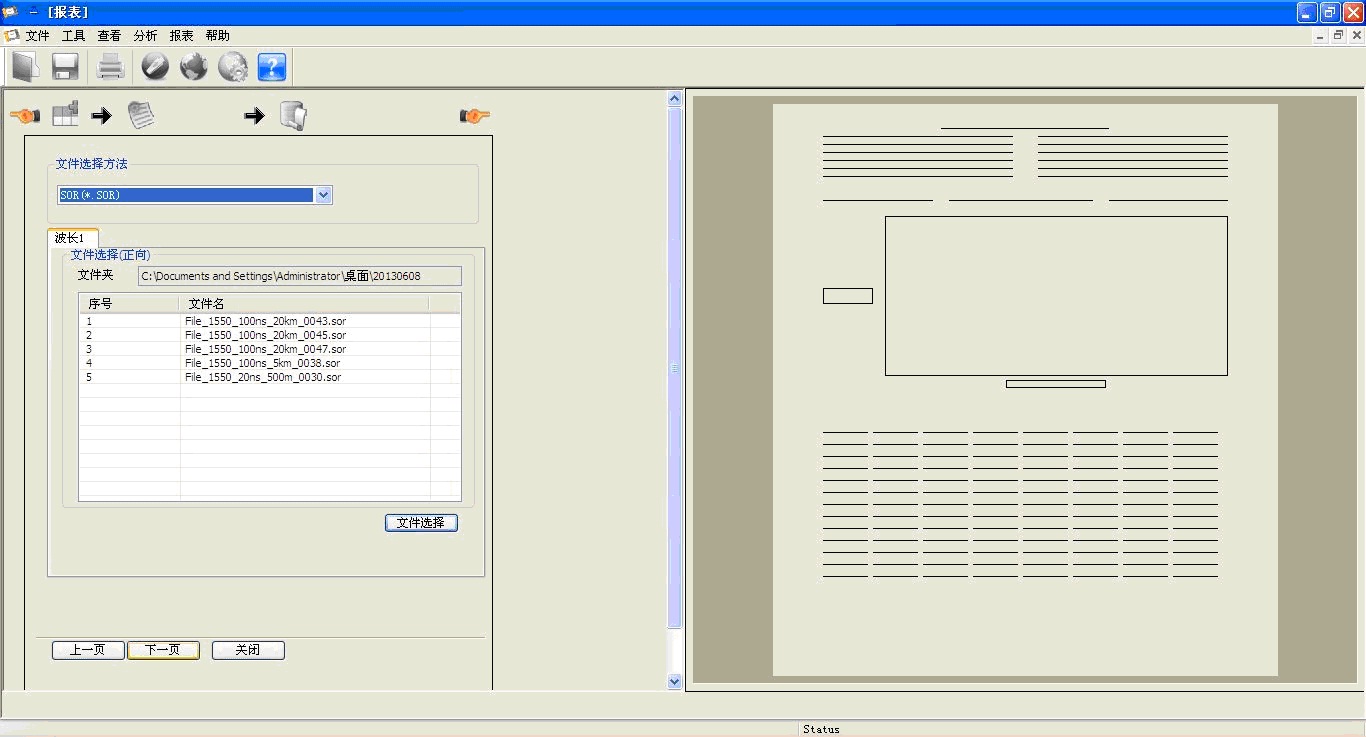 - [报表]
文件 工具 查看 分析 报表 帮助
文件选择方法
SOR(*.SOR)
波长1
文件选择(正向)
文件夹 C:\Documents and Settings\Administrator\桌面\20130608
序号 文件名
1 File_1550_100ns_20km_0043.sor
2 File_1550_100ns_20km_0045.sor
3 File_1550_100ns_20km_0047.sor
4 File_1550_100ns_5km_0038.sor
5 File_1550_20ns_500m_0030.sor
文件选择
上一页 下一页 关闭
Status